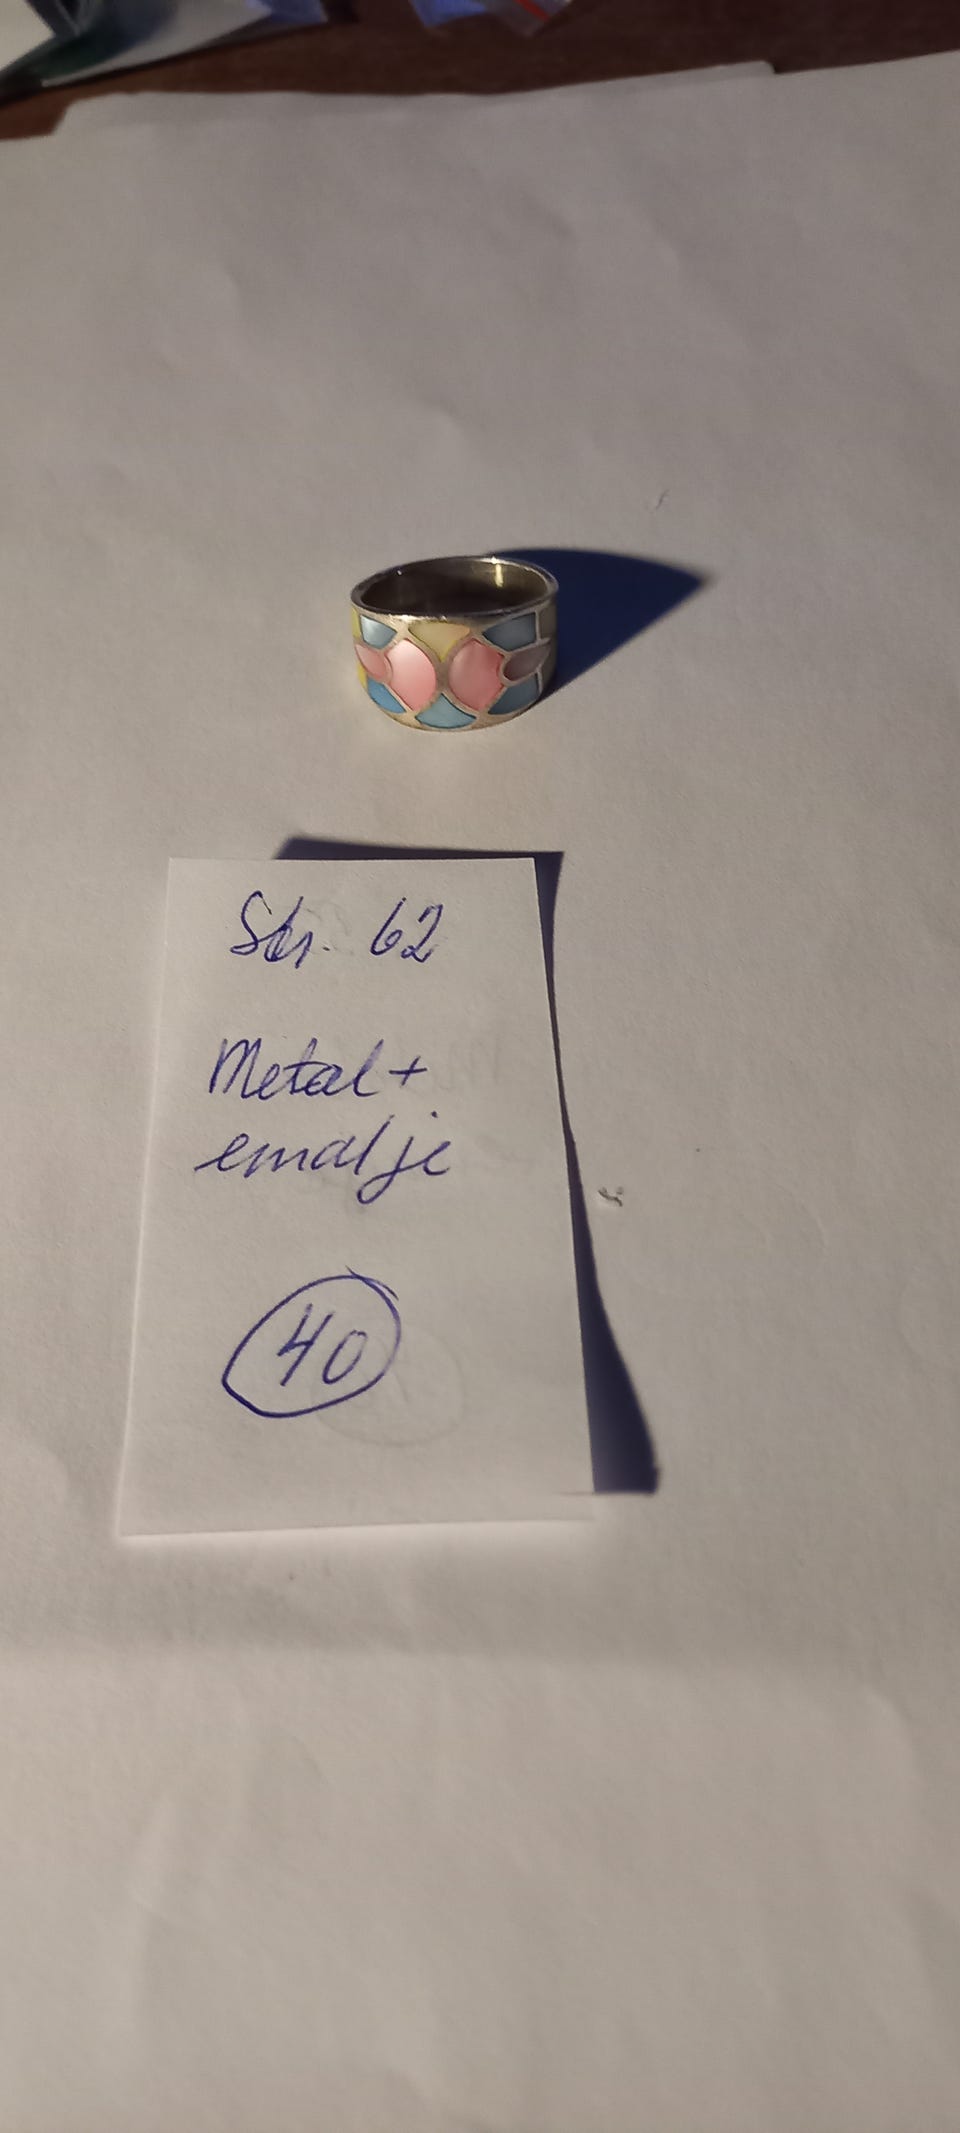 Str. 62
Metal +
emalje
40